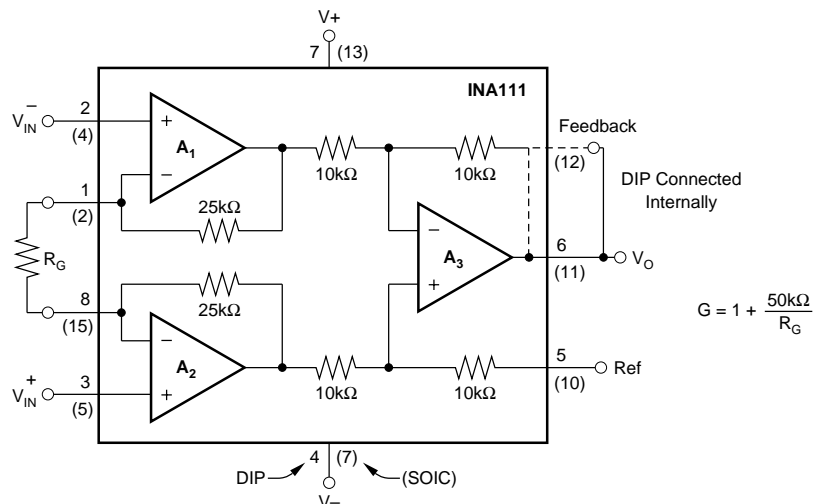 V+
7 (13)
INA111
V⁻IN
2
(4)
+
A1
–
Feedback
(12)
10kΩ
10kΩ
DIP Connected
Internally
1
(2)
25kΩ
RG
–
A3
+
6
(11)
VO
G = 1 + 50kΩ / RG
8
(15)
25kΩ
–
A2
+
V⁺IN
3
(5)
10kΩ
10kΩ
5
(10)
Ref
DIP
4 (7)
(SOIC)
V–